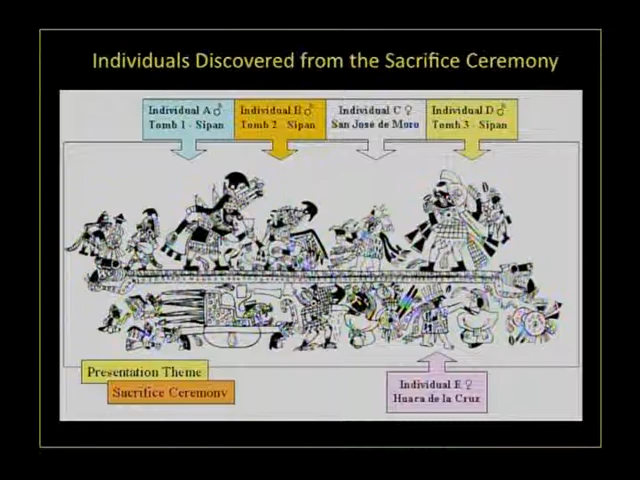 Individuals Discovered from the Sacrifice Ceremony
Individual A ♂
Tomb 1 - Sipan
Individual B ♂
Tomb 2 - Sipan
Individual C ♀
San José de Moro
Individual D ♂
Tomb 3 - Sipan
Presentation Theme
Sacrifice Ceremony
Individual E ♀
Huaca de la Cruz